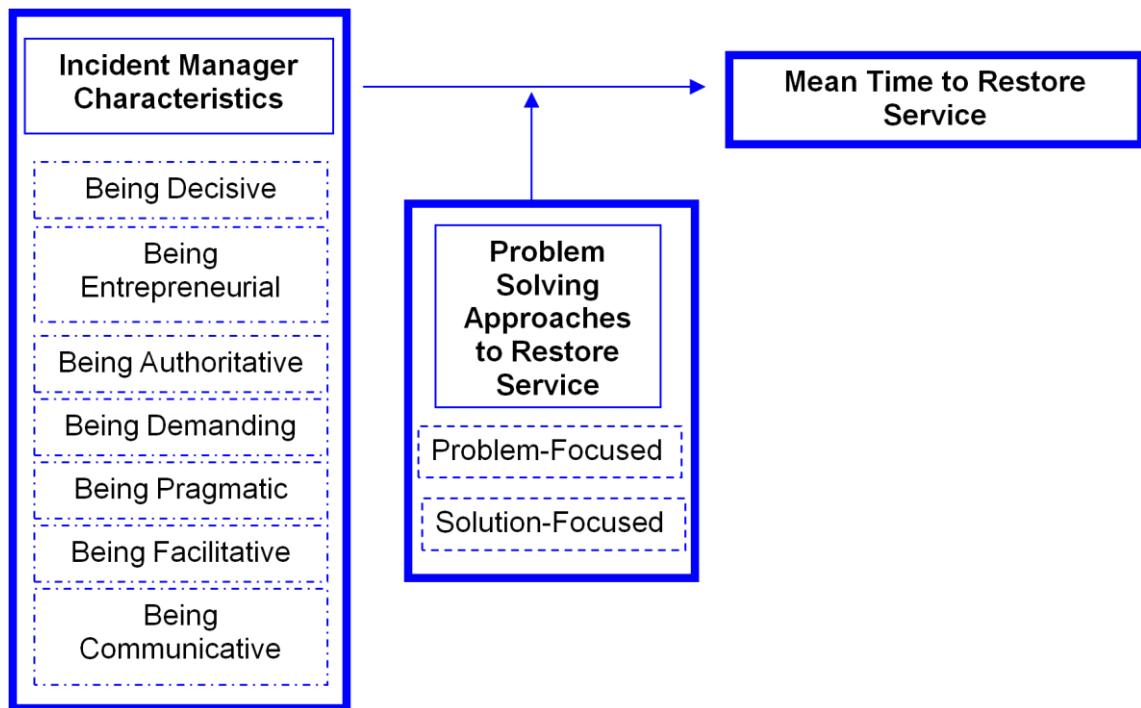 Incident Manager
Characteristics
Being Decisive
Being
Entrepreneurial
Being Authoritative
Being Demanding
Being Pragmatic
Being Facilitative
Being
Communicative
Problem
Solving
Approaches
to Restore
Service
Problem-Focused
Solution-Focused
Mean Time to Restore
Service